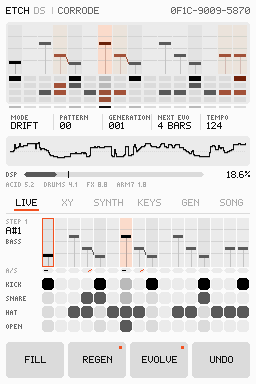 ETCH DS | CORRODE 0F1C-9009-5870
MODE PATTERN GENERATION NEXT EVO TEMPO
DRIFT 00 001 4 BARS 124
DSP 18.6%
ACID 5.2 DRUMS 4.1 FX 8.8 ARM7 1.8
LIVE XY SYNTH KEYS GEN SONG
STEP 1
A#1
BASS
A/S
KICK
SNARE
HAT
OPEN
FILL REGEN EVOLVE UNDO